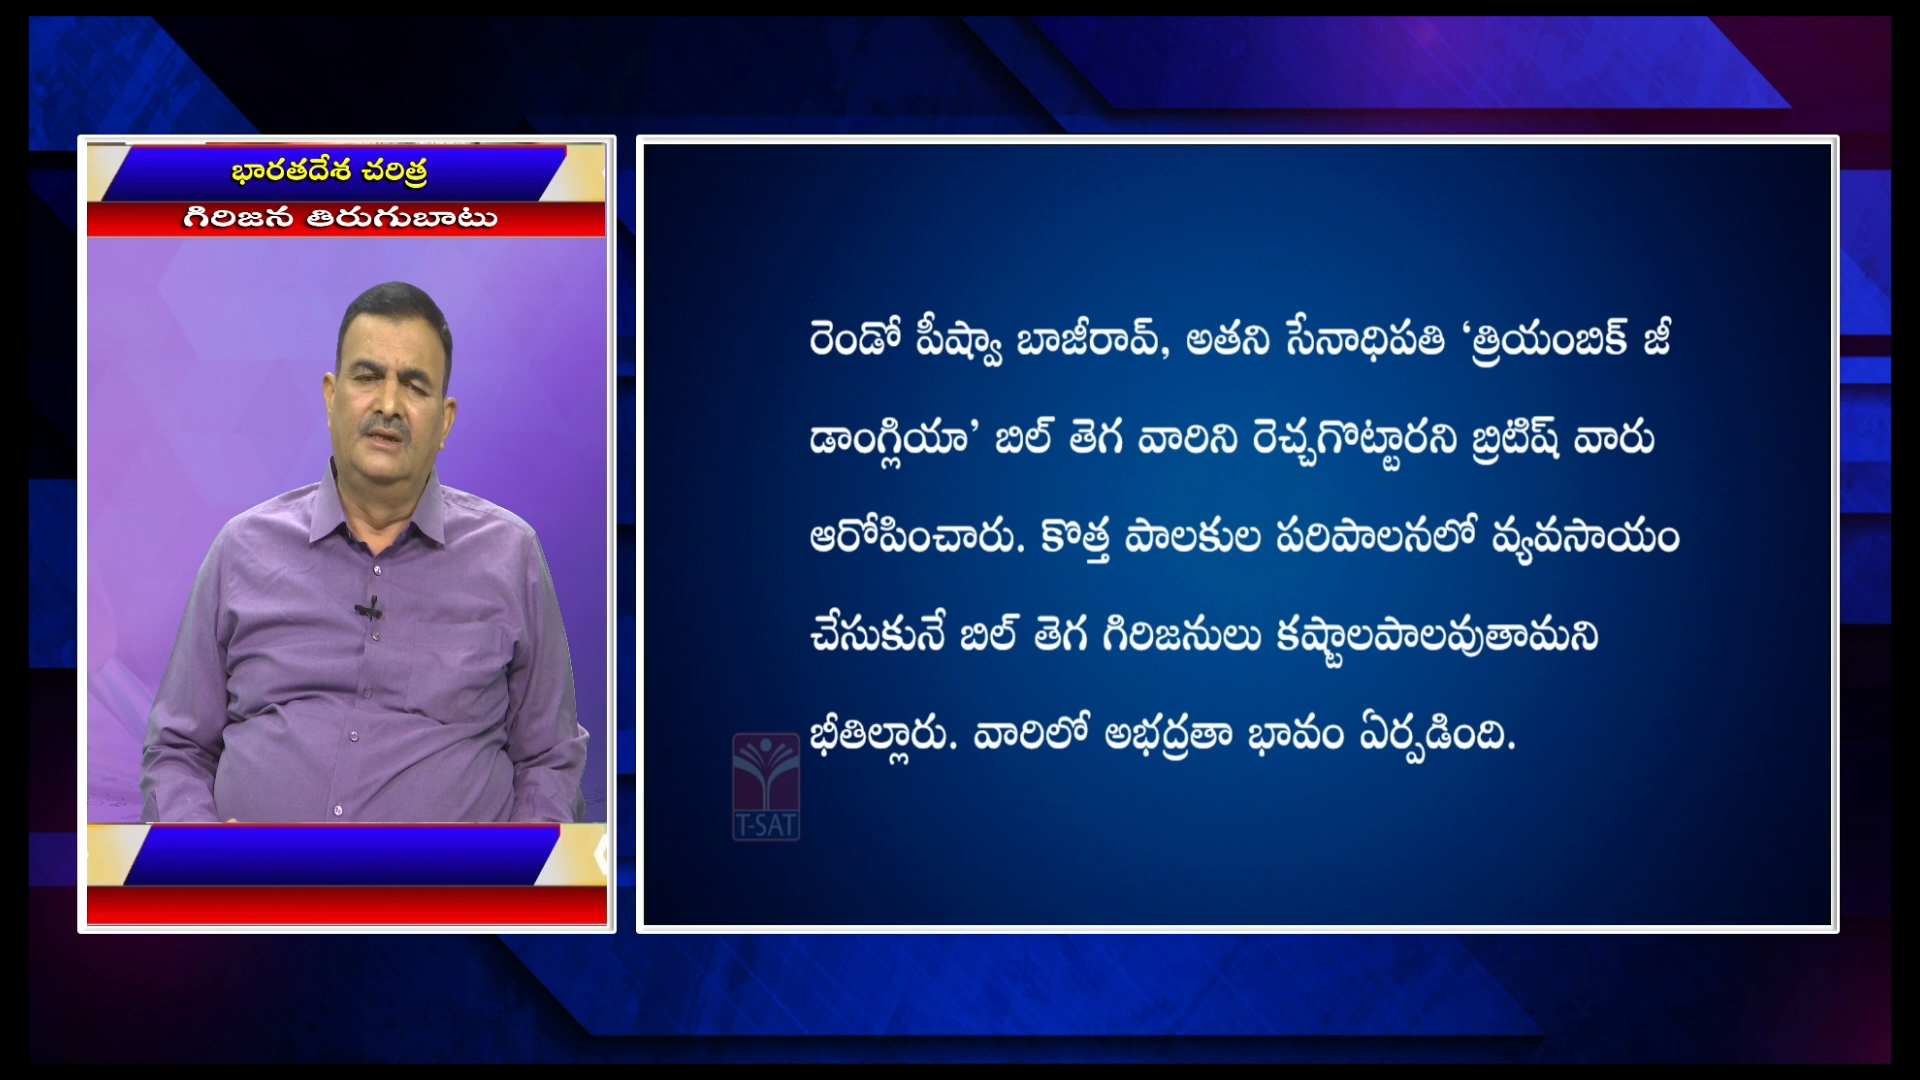 భారతదేశ చరిత్ర
గిరిజన తిరుగుబాటు
రెండో పీష్వా బాజీరావ్, అతని సేనాధిపతి ‘త్రియంబిక్ జీ
డాంగ్లియా’ బిల్ తెగ వారిని రెచ్చగొట్టారని బ్రిటిష్ వారు
ఆరోపించారు. కొత్త పాలకుల పరిపాలనలో వ్యవసాయం
చేసుకునే బిల్ తెగ గిరిజనులు కష్టాలపాలవుతామని
భీతిల్లారు. వారిలో అభద్రతా భావం ఏర్పడింది.
T-SAT